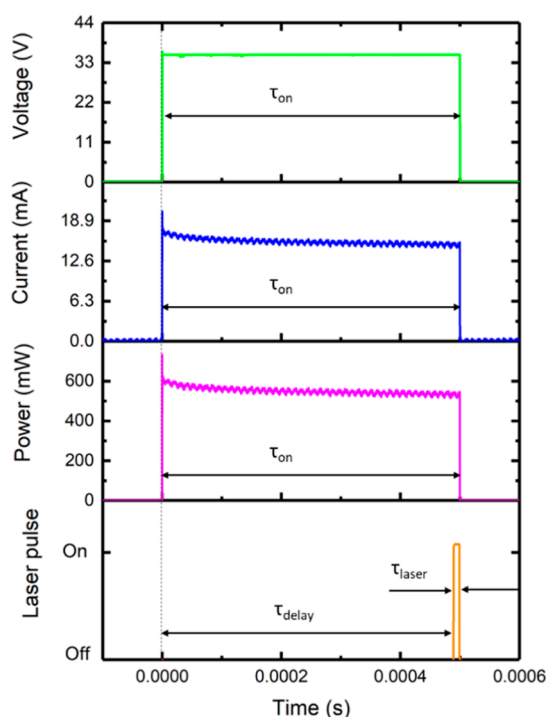 Voltage (V)
44
33
22
11
0
τon
Current (mA)
18.9
12.6
6.3
0.0
τon
Power (mW)
600
400
200
0
τon
Laser pulse
On
Off
τlaser
τdelay
0.0000 0.0002 0.0004 0.0006
Time (s)